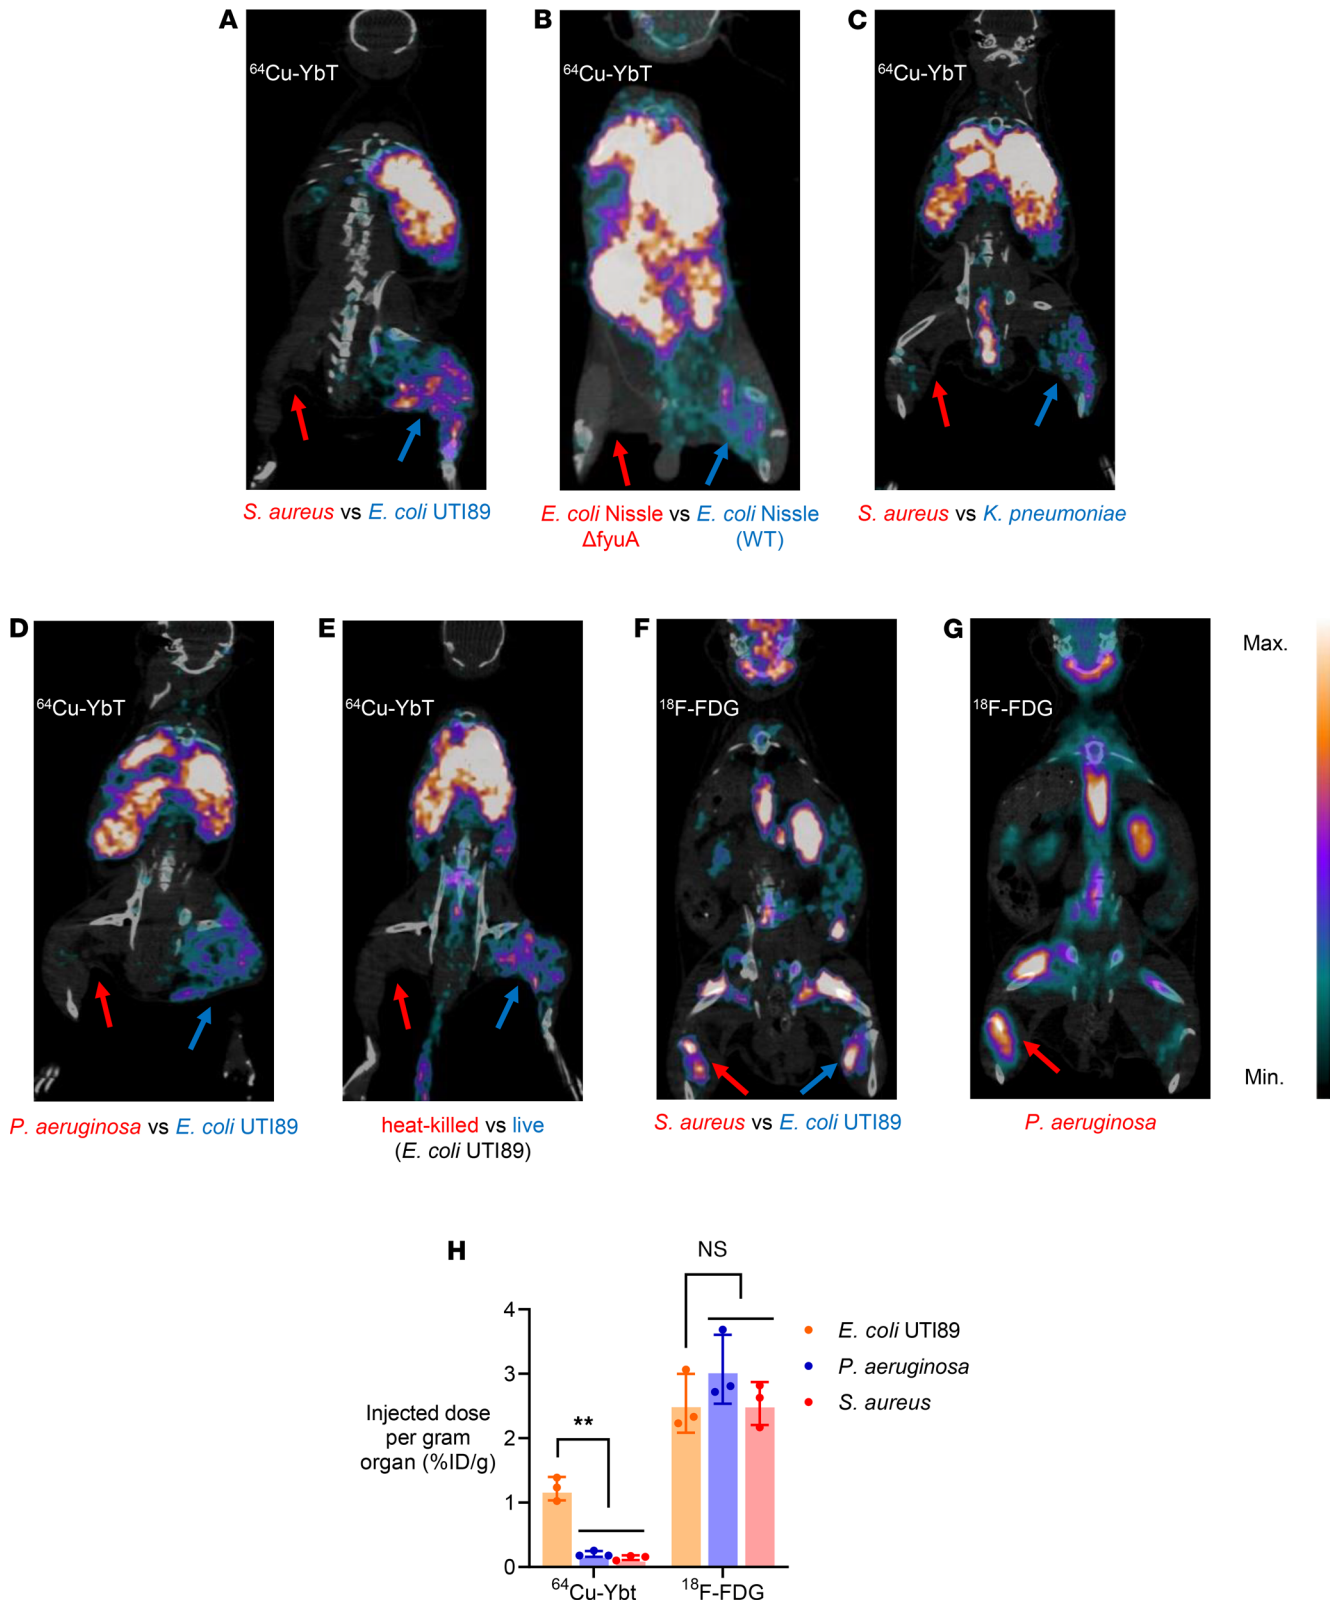 A
B
C
⁶⁴Cu-YbT
⁶⁴Cu-YbT
⁶⁴Cu-YbT
S. aureus vs E. coli UTI89
E. coli Nissle vs E. coli Nissle
ΔfyuA (WT)
S. aureus vs K. pneumoniae
D
E
F
G
⁶⁴Cu-YbT
⁶⁴Cu-YbT
¹⁸F-FDG
¹⁸F-FDG
Max.
Min.
P. aeruginosa vs E. coli UTI89
heat-killed vs live
(E. coli UTI89)
S. aureus vs E. coli UTI89
P. aeruginosa
H
NS
**
Injected dose
per gram
organ (%ID/g)
4
3
2
1
0
⁶⁴Cu-Ybt
¹⁸F-FDG
E. coli UTI89
P. aeruginosa
S. aureus